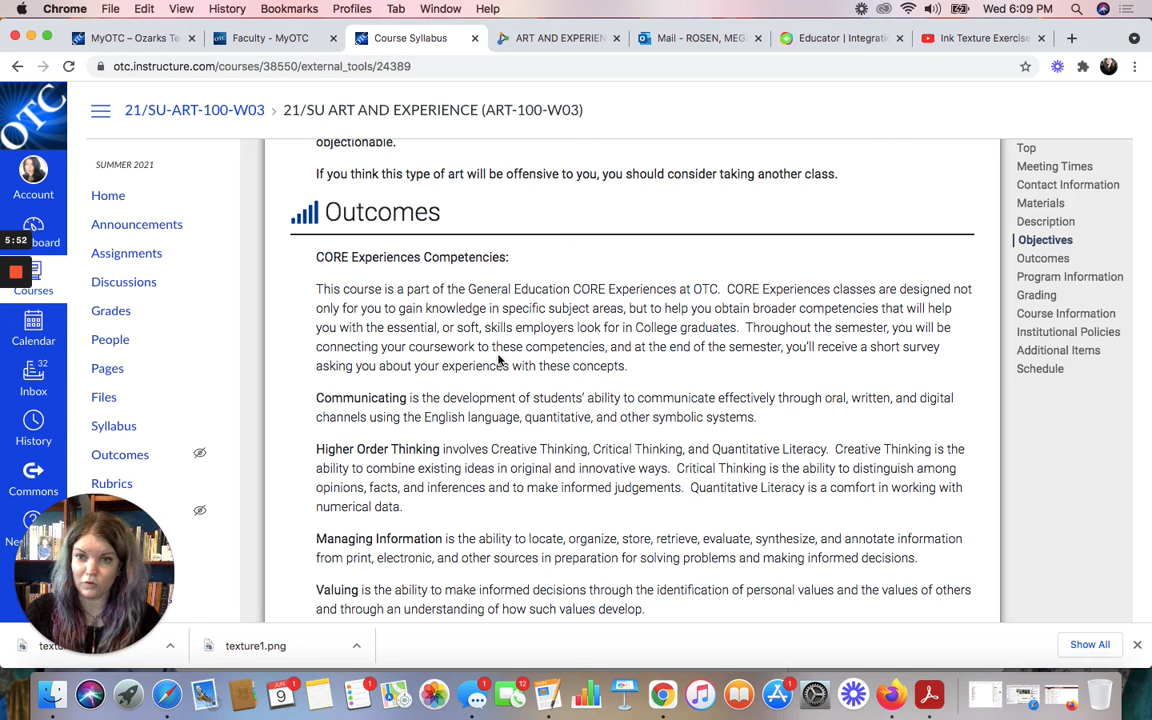 Chrome File Edit View History Bookmarks Profiles Tab Window Help Wed 6:09 PM
MyOTC – Ozarks Te
Faculty - MyOTC
Course Syllabus
ART AND EXPERIEN
Mail - ROSEN, MEGA
Educator | Integrati
Ink Texture Exercise
otc.instructure.com/courses/38550/external_tools/24389
OTC
21/SU-ART-100-W03 › 21/SU ART AND EXPERIENCE (ART-100-W03)
Account
5:52
board
Courses
Calendar
32
Inbox
History
Commons
SUMMER 2021
Home
Announcements
Assignments
Discussions
Grades
People
Pages
Files
Syllabus
Outcomes
Rubrics
objectionable.
If you think this type of art will be offensive to you, you should consider taking another class.
Outcomes
CORE Experiences Competencies:
This course is a part of the General Education CORE Experiences at OTC. CORE Experiences classes are designed not
only for you to gain knowledge in specific subject areas, but to help you obtain broader competencies that will help
you with the essential, or soft, skills employers look for in College graduates. Throughout the semester, you will be
connecting your coursework to these competencies, and at the end of the semester, you'll receive a short survey
asking you about your experiences with these concepts.
Communicating is the development of students' ability to communicate effectively through oral, written, and digital
channels using the English language, quantitative, and other symbolic systems.
Higher Order Thinking involves Creative Thinking, Critical Thinking, and Quantitative Literacy. Creative Thinking is the
ability to combine existing ideas in original and innovative ways. Critical Thinking is the ability to distinguish among
opinions, facts, and inferences and to make informed judgements. Quantitative Literacy is a comfort in working with
numerical data.
Managing Information is the ability to locate, organize, store, retrieve, evaluate, synthesize, and annotate information
from print, electronic, and other sources in preparation for solving problems and making informed decisions.
Valuing is the ability to make informed decisions through the identification of personal values and the values of others
and through an understanding of how such values develop.
Top
Meeting Times
Contact Information
Materials
Description
Objectives
Outcomes
Program Information
Grading
Course Information
Institutional Policies
Additional Items
Schedule
texture1.png
Show All
1
9
1
1
12
1